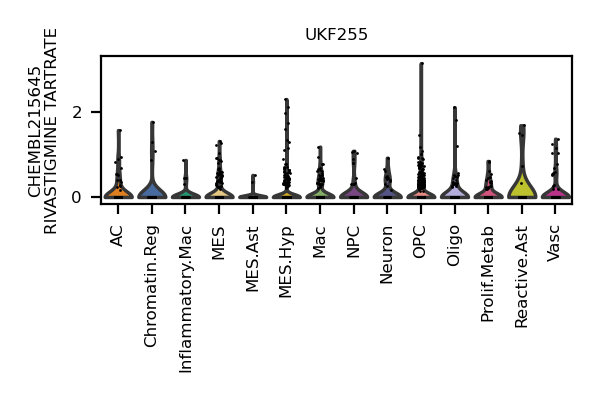 UKF255
CHEMBL215645
RIVASTIGMINE TARTRATE
2
0
AC
Chromatin.Reg
Inflammatory.Mac
MES
MES.Ast
MES.Hyp
Mac
NPC
Neuron
OPC
Oligo
Prolif.Metab
Reactive.Ast
Vasc